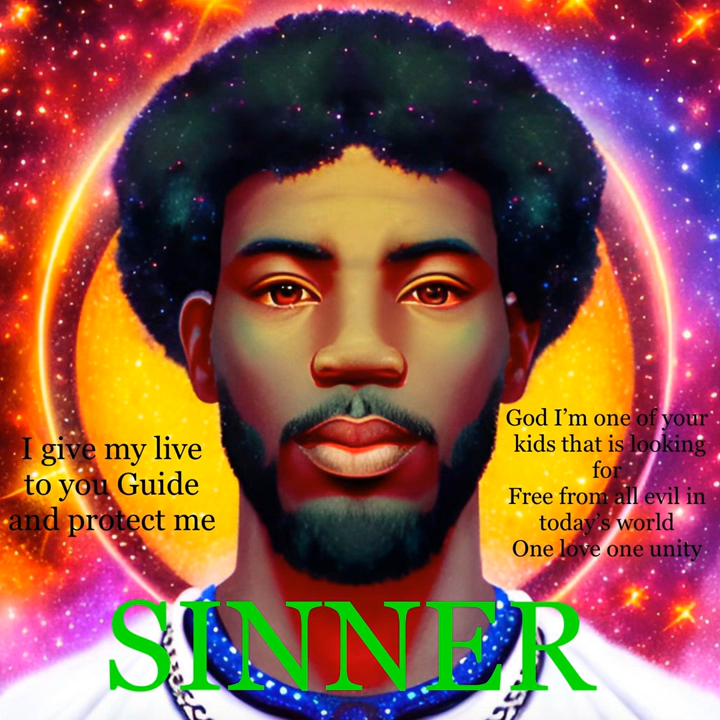 I give my live
to you Guide
and protect me
God I’m one of your
kids that is looking
for
Free from all evil in
today’s world
One love one unity
SINNER